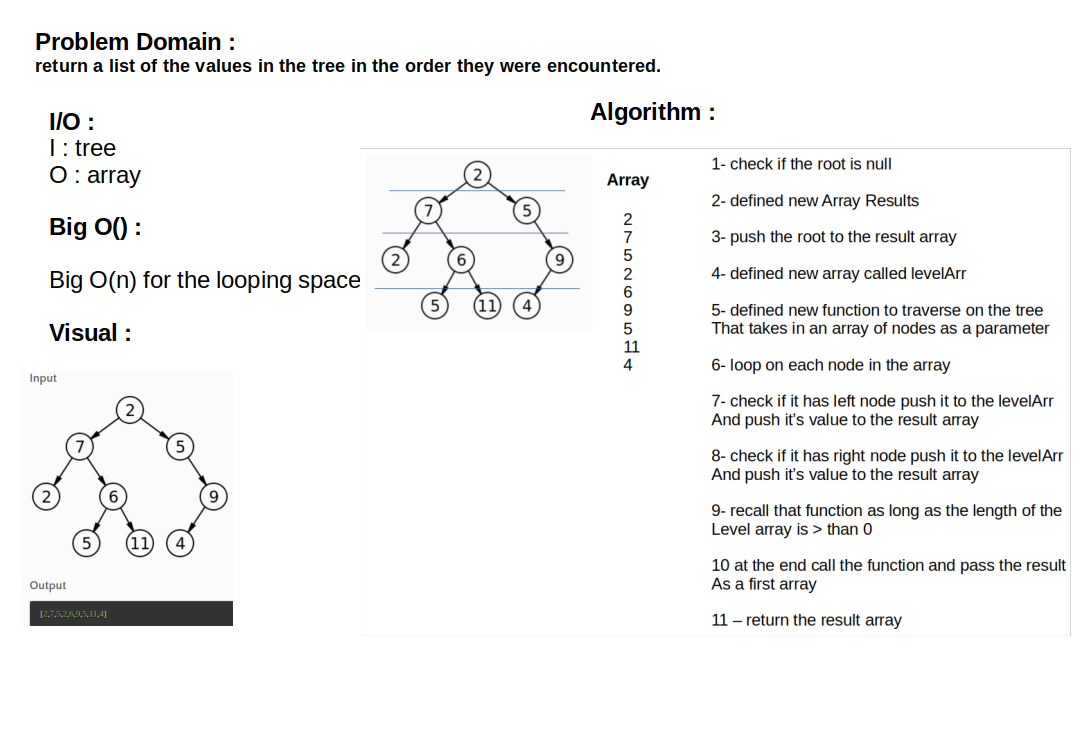 Problem Domain :
return a list of the values in the tree in the order they were encountered.
I/O :
I : tree
O : array
Big O() :
Big O(n) for the looping space
Visual :
Input
2
7
5
2
6
9
5
11
4
Output
[2,7,5,2,6,9,5,11,4]
Algorithm :
2
7
5
2
6
9
5
11
4
Array
2
7
5
2
6
9
5
11
4
1- check if the root is null
2- defined new Array Results
3- push the root to the result array
4- defined new array called levelArr
5- defined new function to traverse on the tree
That takes in an array of nodes as a parameter
6- loop on each node in the array
7- check if it has left node push it to the levelArr
And push it's value to the result array
8- check if it has right node push it to the levelArr
And push it's value to the result array
9- recall that function as long as the length of the
Level array is > than 0
10 at the end call the function and pass the result
As a first array
11 – return the result array